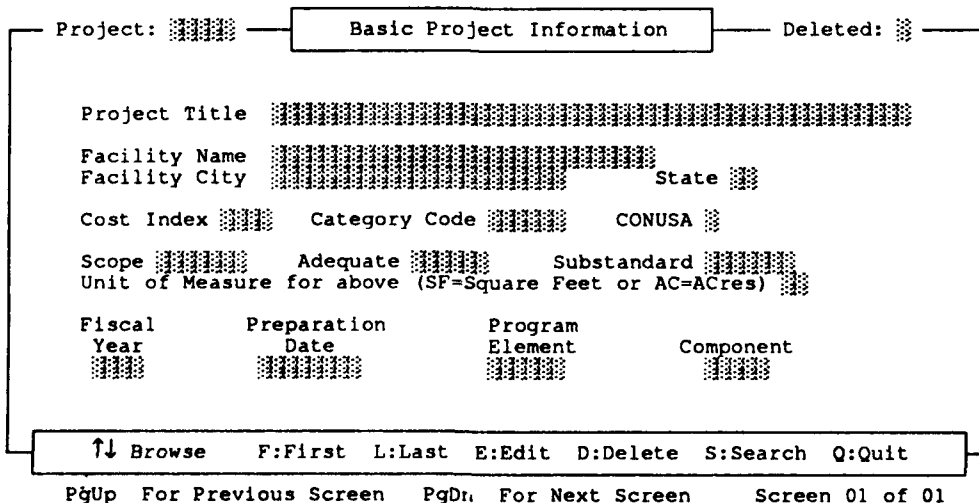 Project: Basic Project Information Deleted:
Project Title
Facility Name
Facility City State
Cost Index Category Code CONUSA
Scope Adequate Substandard
Unit of Measure for above (SF=Square Feet or AC=ACres)
Fiscal Preparation Program
Year Date Element Component
↑↓ Browse F:First L:Last E:Edit D:Delete S:Search Q:Quit
PgUp For Previous Screen PgDn For Next Screen Screen 01 of 01